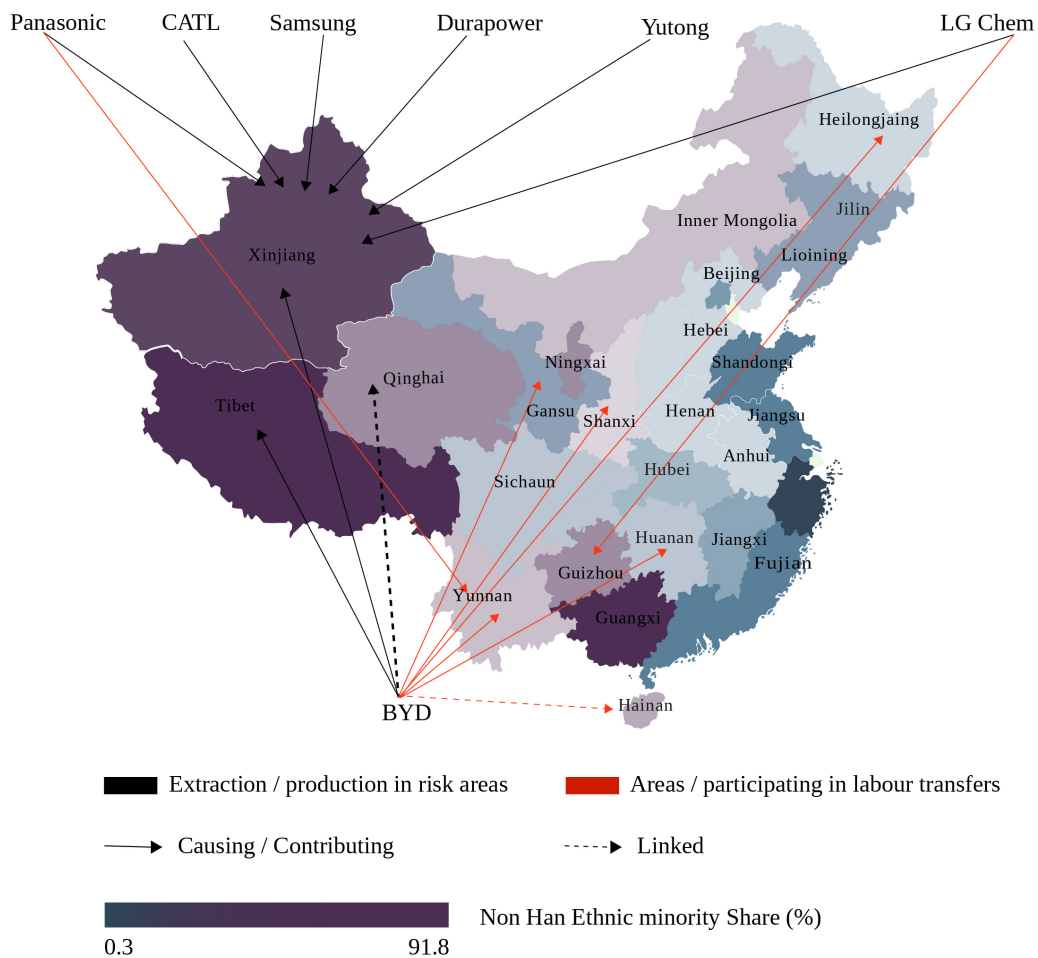 Panasonic CATL Samsung Durapower Yutong LG Chem
Heilongjaing
Jilin
Inner Mongolia
Xinjiang
Lioining
Beijing
Hebei
Shandongi
Ningxai
Qinghai
Tibet
Gansu
Henan
Jiangsu
Shanxi
Anhui
Hubei
Sichaun
Huanan
Jiangxi
Fujian
Guizhou
Yunnan
Guangxi
Hainan
BYD
Extraction / production in risk areas
Areas / participating in labour transfers
Causing / Contributing
Linked
Non Han Ethnic minority Share (%)
0.3 91.8